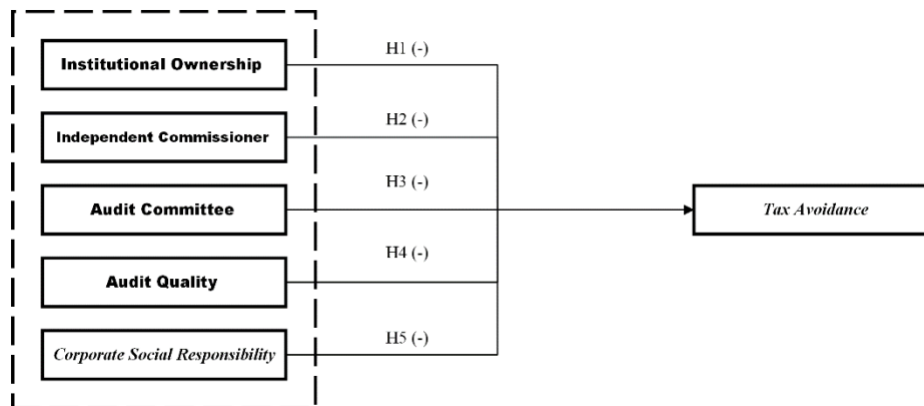 Institutional Ownership
H1 (-)
Independent Commissioner
H2 (-)
Audit Committee
H3 (-)
Tax Avoidance
Audit Quality
H4 (-)
Corporate Social Responsibility
H5 (-)